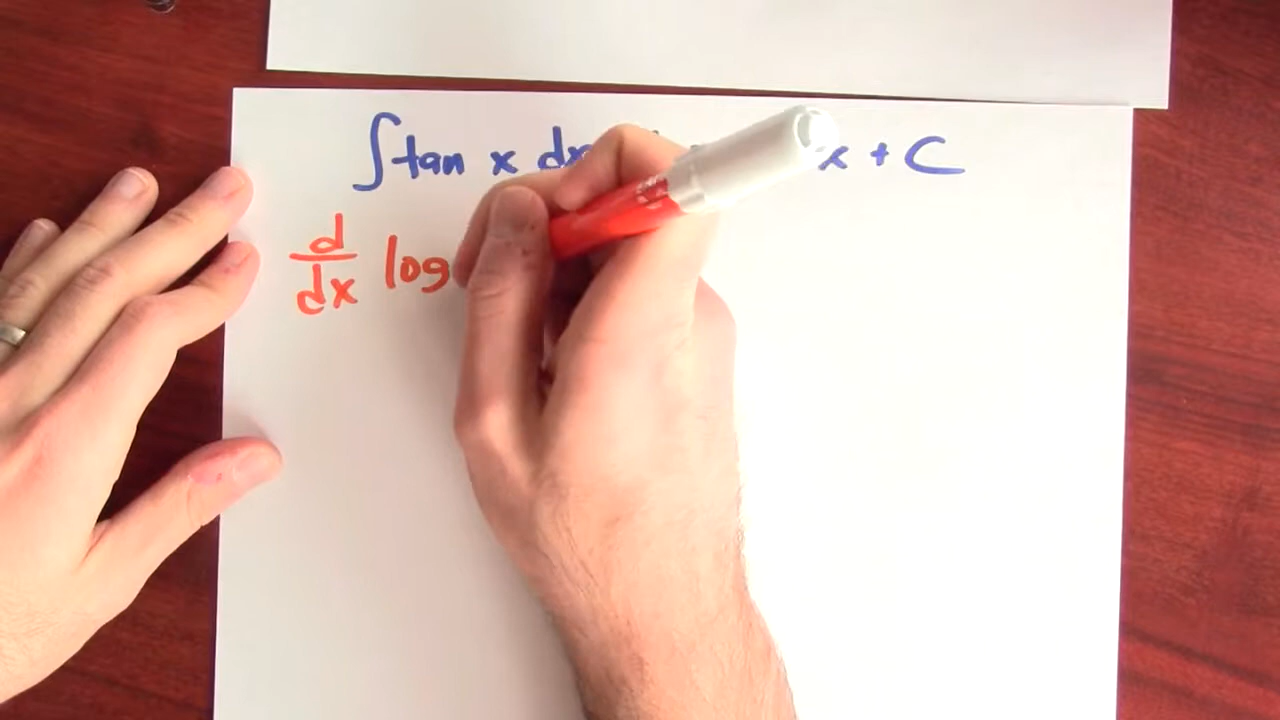 ∫tan x dx x + C
d/dx log